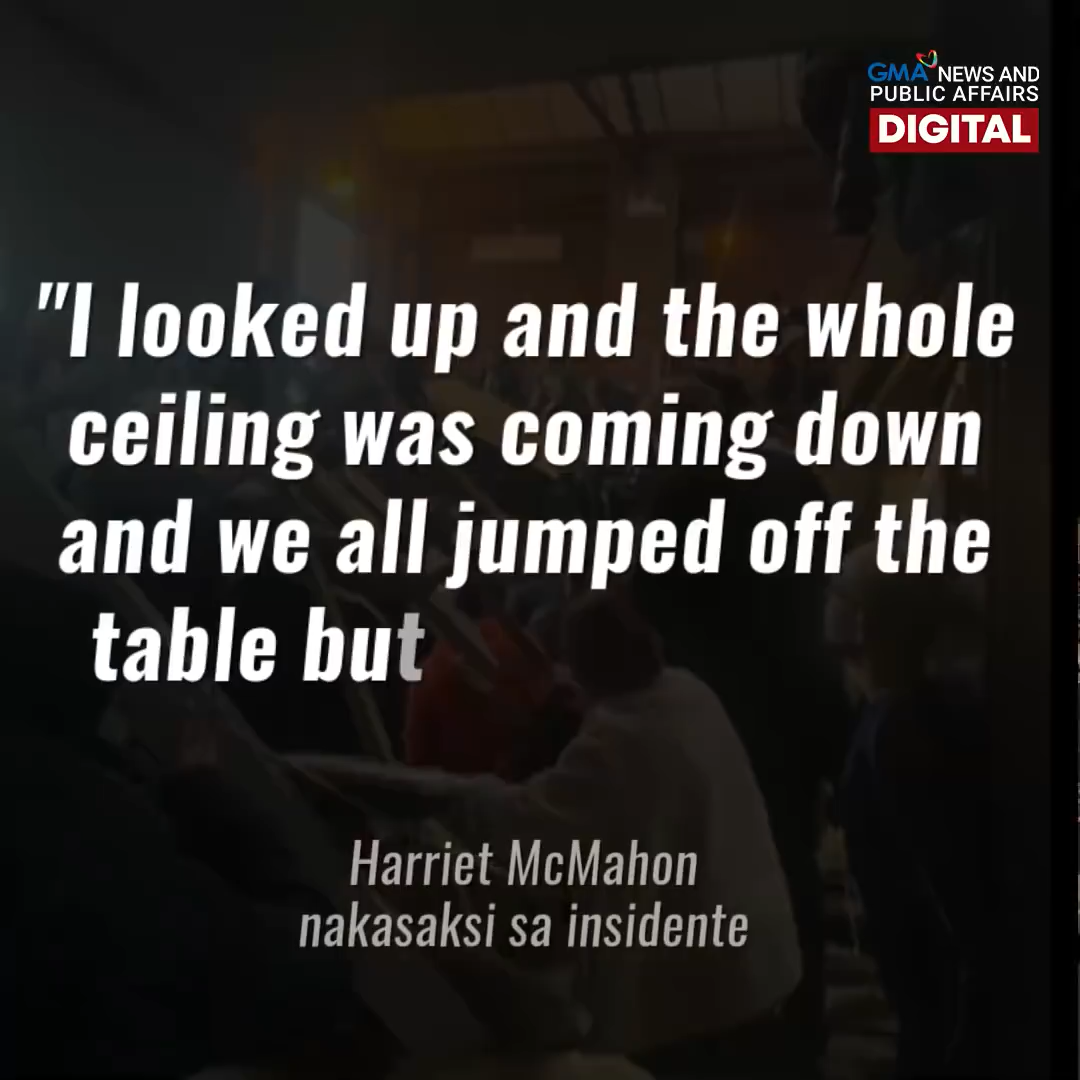 GMA NEWS AND
PUBLIC AFFAIRS
DIGITAL
"I looked up and the whole
ceiling was coming down
and we all jumped off the
table but
Harriet McMahon
nakasaksi sa insidente